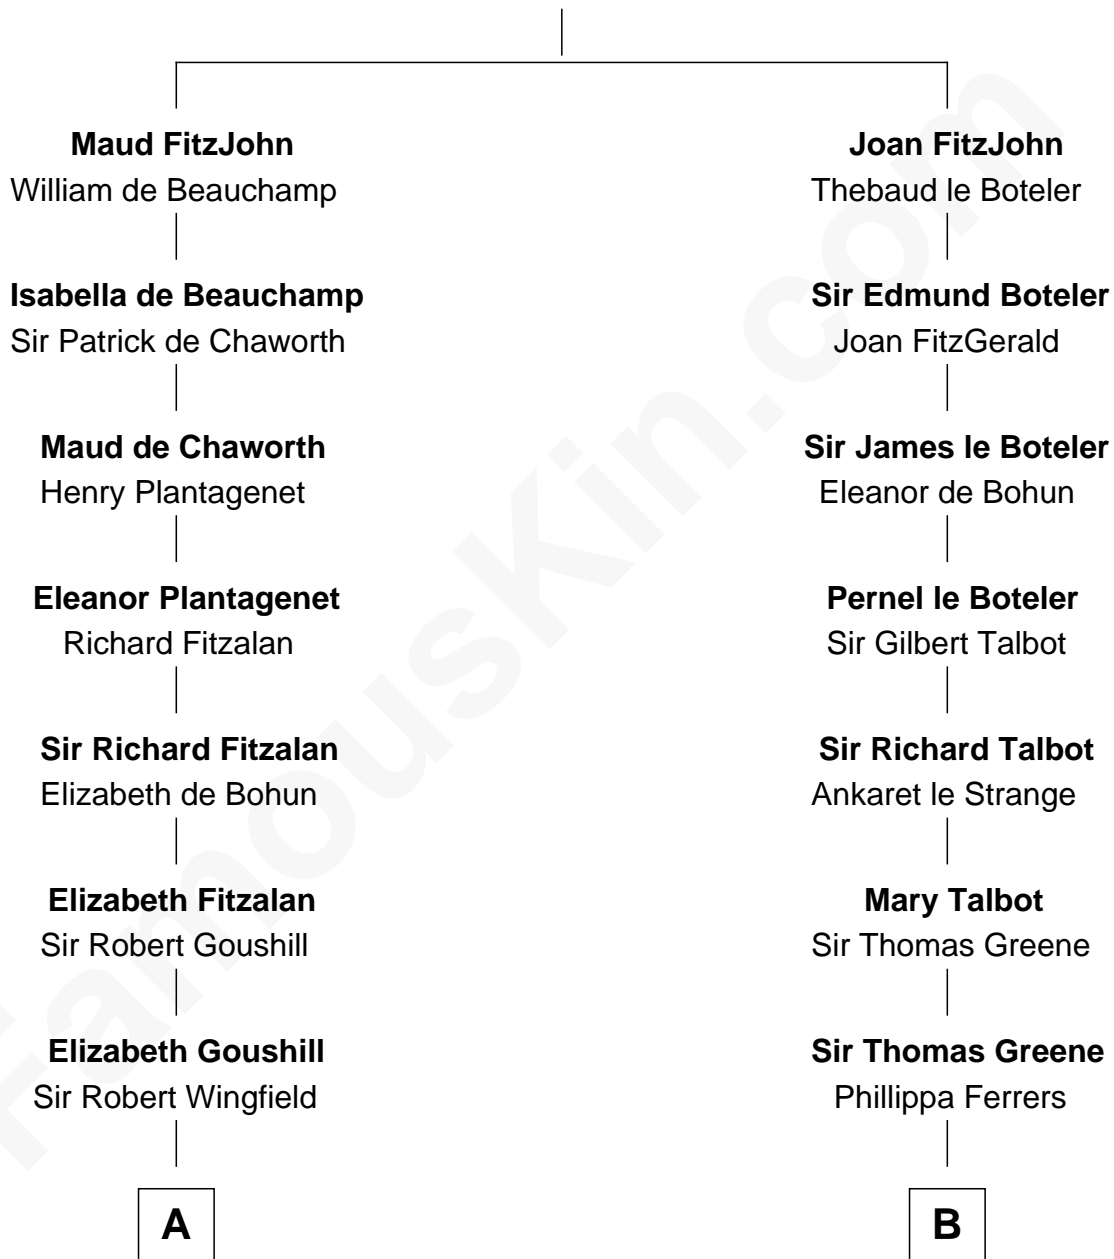 Maud FitzJohn
William de Beauchamp
Isabella de Beauchamp
Sir Patrick de Chaworth
Maud de Chaworth
Henry Plantagenet
Eleanor Plantagenet
Richard Fitzalan
Sir Richard Fitzalan
Elizabeth de Bohun
Elizabeth Fitzalan
Sir Robert Goushill
Elizabeth Goushill
Sir Robert Wingfield
A
Joan FitzJohn
Thebaud le Boteler
Sir Edmund Boteler
Joan FitzGerald
Sir James le Boteler
Eleanor de Bohun
Pernel le Boteler
Sir Gilbert Talbot
Sir Richard Talbot
Ankaret le Strange
Mary Talbot
Sir Thomas Greene
Sir Thomas Greene
Phillippa Ferrers
B
FamousKin.com